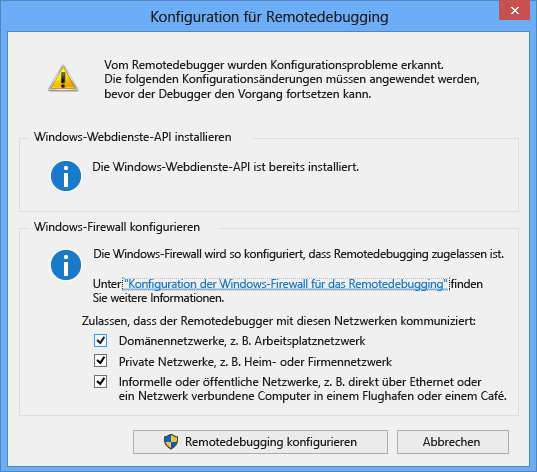 Konfiguration für Remotedebugging
Vom Remotedebugger wurden Konfigurationsprobleme erkannt.
Die folgenden Konfigurationsänderungen müssen angewendet werden,
bevor der Debugger den Vorgang fortsetzen kann.
Windows-Webdienste-API installieren
Die Windows-Webdienste-API ist bereits installiert.
Windows-Firewall konfigurieren
Die Windows-Firewall wird so konfiguriert, dass Remotedebugging zugelassen ist.
Unter "Konfiguration der Windows-Firewall für das Remotedebugging" finden
Sie weitere Informationen.
Zulassen, dass der Remotedebugger mit diesen Netzwerken kommuniziert:
Domänennetzwerke, z. B. Arbeitsplatznetzwerk
Private Netzwerke, z. B. Heim- oder Firmennetzwerk
Informelle oder öffentliche Netzwerke, z. B. direkt über Ethernet oder
ein Netzwerk verbundene Computer in einem Flughafen oder einem Café.
Remotedebugging konfigurieren
Abbrechen